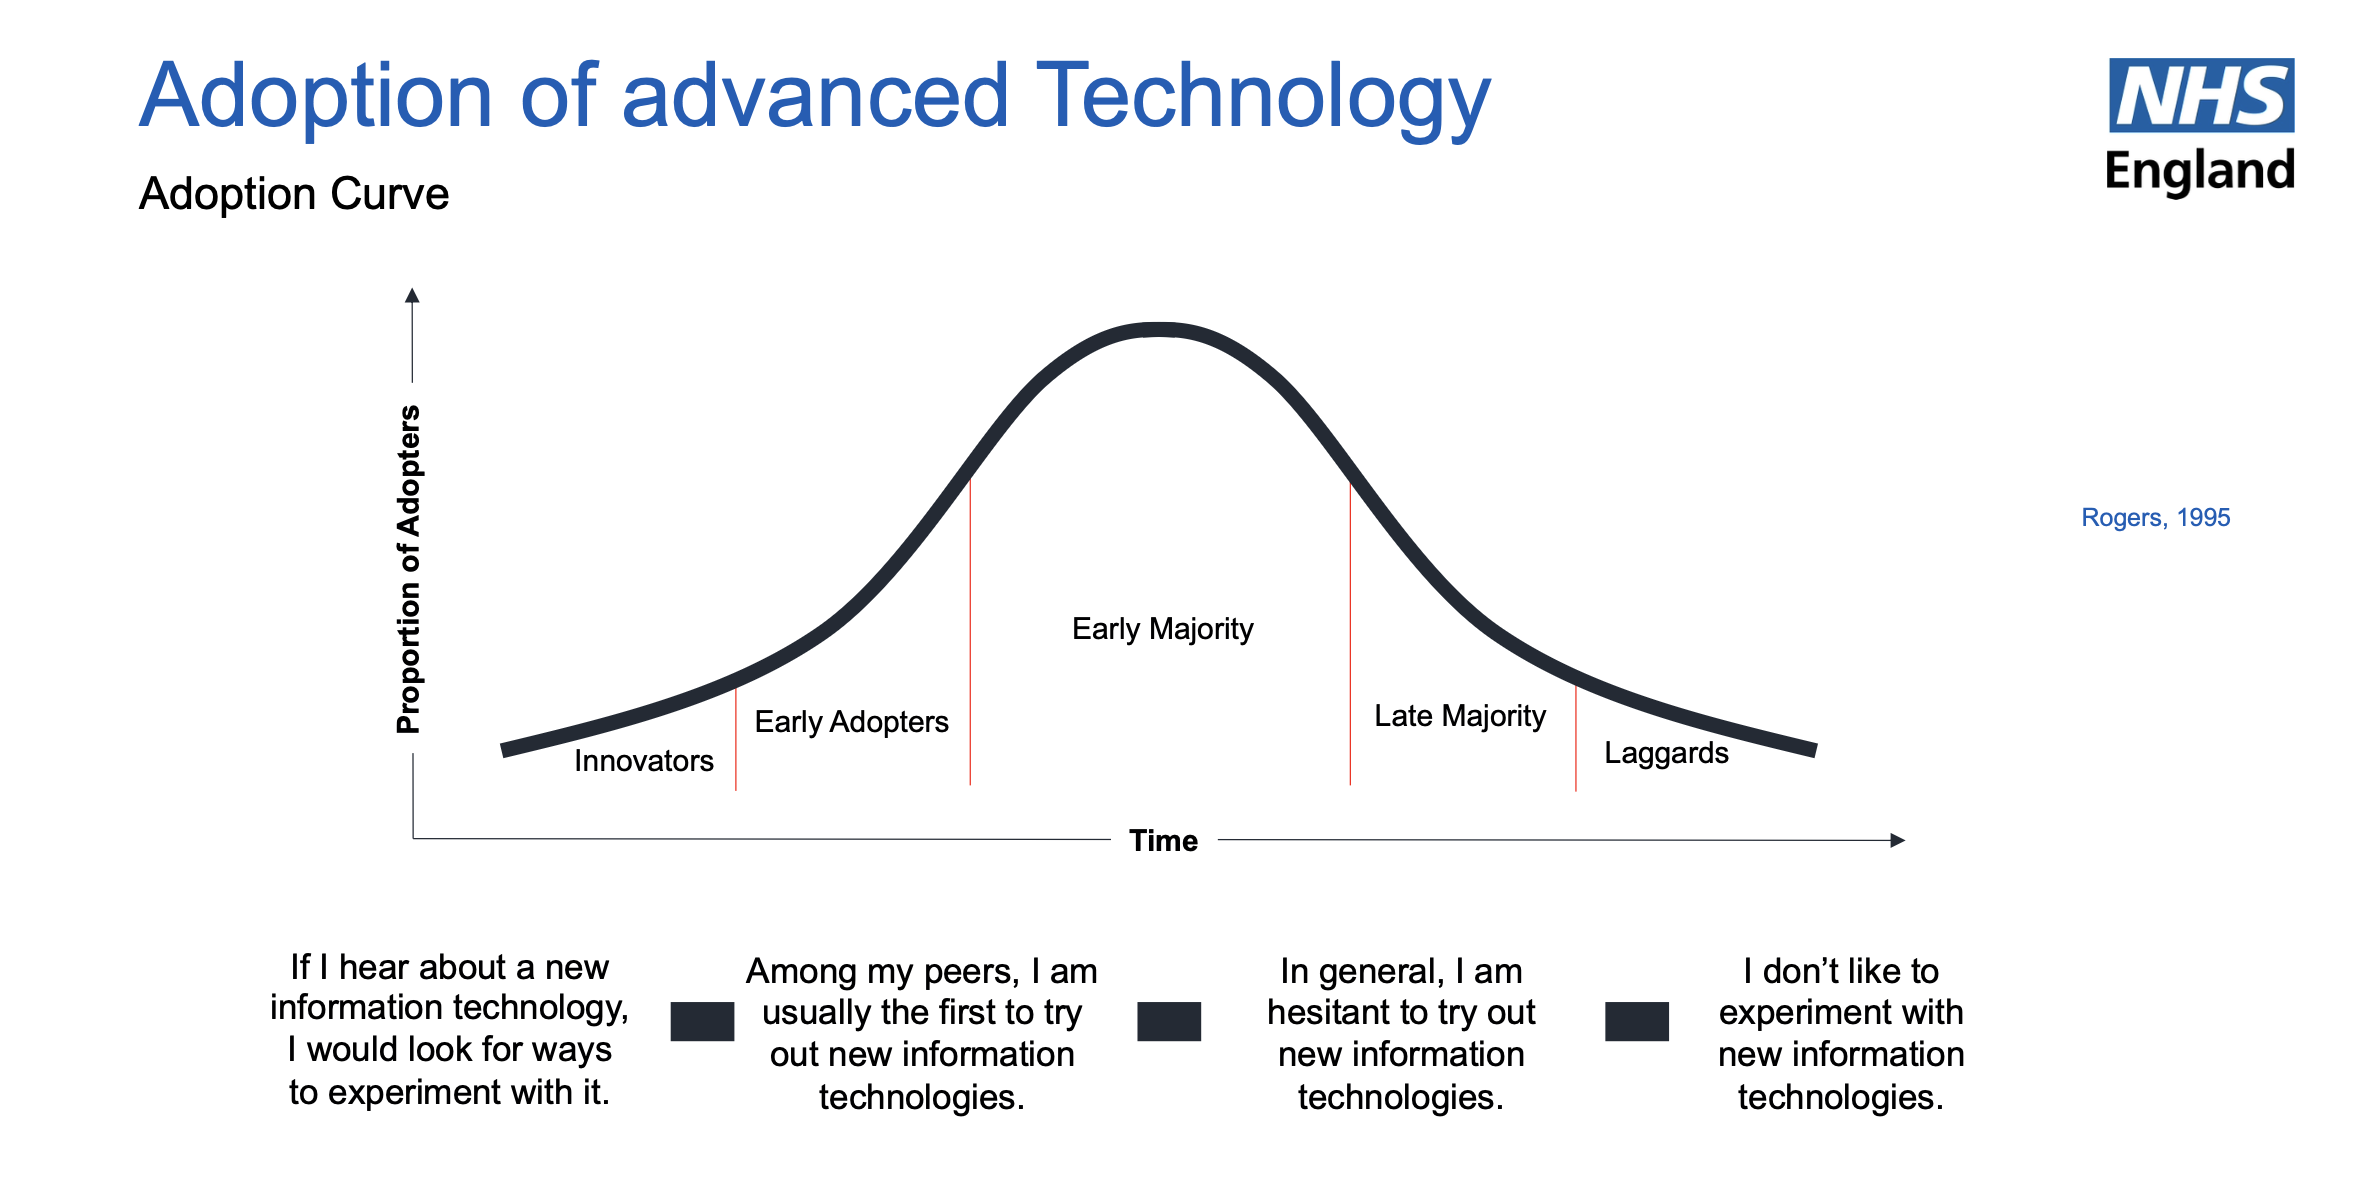 Adoption of advanced Technology
NHS
England
Adoption Curve
Proportion of Adopters
Rogers, 1995
Early Majority
Early Adopters
Late Majority
Innovators
Laggards
Time
If I hear about a new
information technology,
I would look for ways
to experiment with it.
Among my peers, I am
usually the first to try
out new information
technologies.
In general, I am
hesitant to try out
new information
technologies.
I don’t like to
experiment with
new information
technologies.